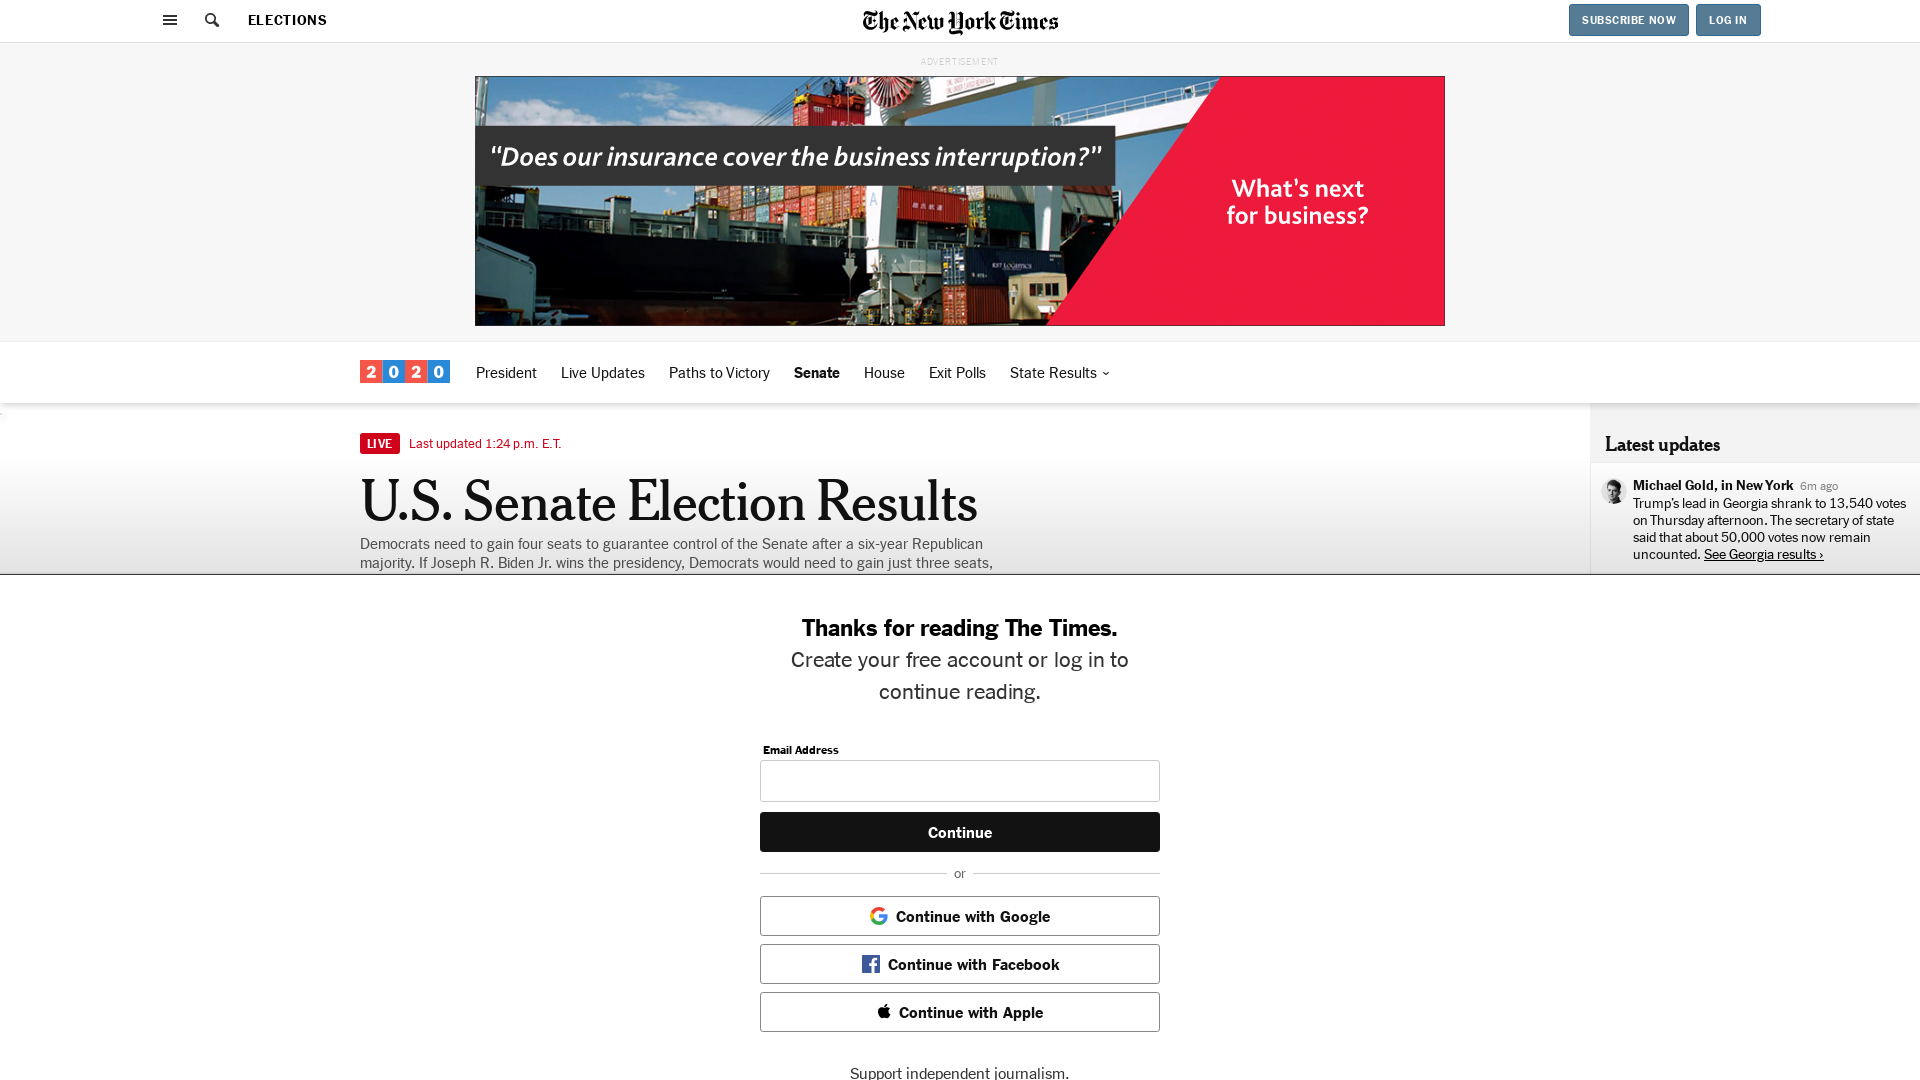 ELECTIONS
The New York Times
SUBSCRIBE NOW
LOG IN
ADVERTISEMENT
“Does our insurance cover the business interruption?”
What’s next
for business?
2020
President
Live Updates
Paths to Victory
Senate
House
Exit Polls
State Results
LIVE
Last updated 1:24 p.m. E.T.
U.S. Senate Election Results
Democrats need to gain four seats to guarantee control of the Senate after a six-year Republican
majority. If Joseph R. Biden Jr. wins the presidency, Democrats would need to gain just three seats,
Latest updates
Michael Gold, in New York 6m ago
Trump’s lead in Georgia shrank to 13,540 votes
on Thursday afternoon. The secretary of state
said that about 50,000 votes now remain
uncounted. See Georgia results ›
Thanks for reading The Times.
Create your free account or log in to
continue reading.
Email Address
Continue
or
Continue with Google
Continue with Facebook
Continue with Apple
Support independent journalism.